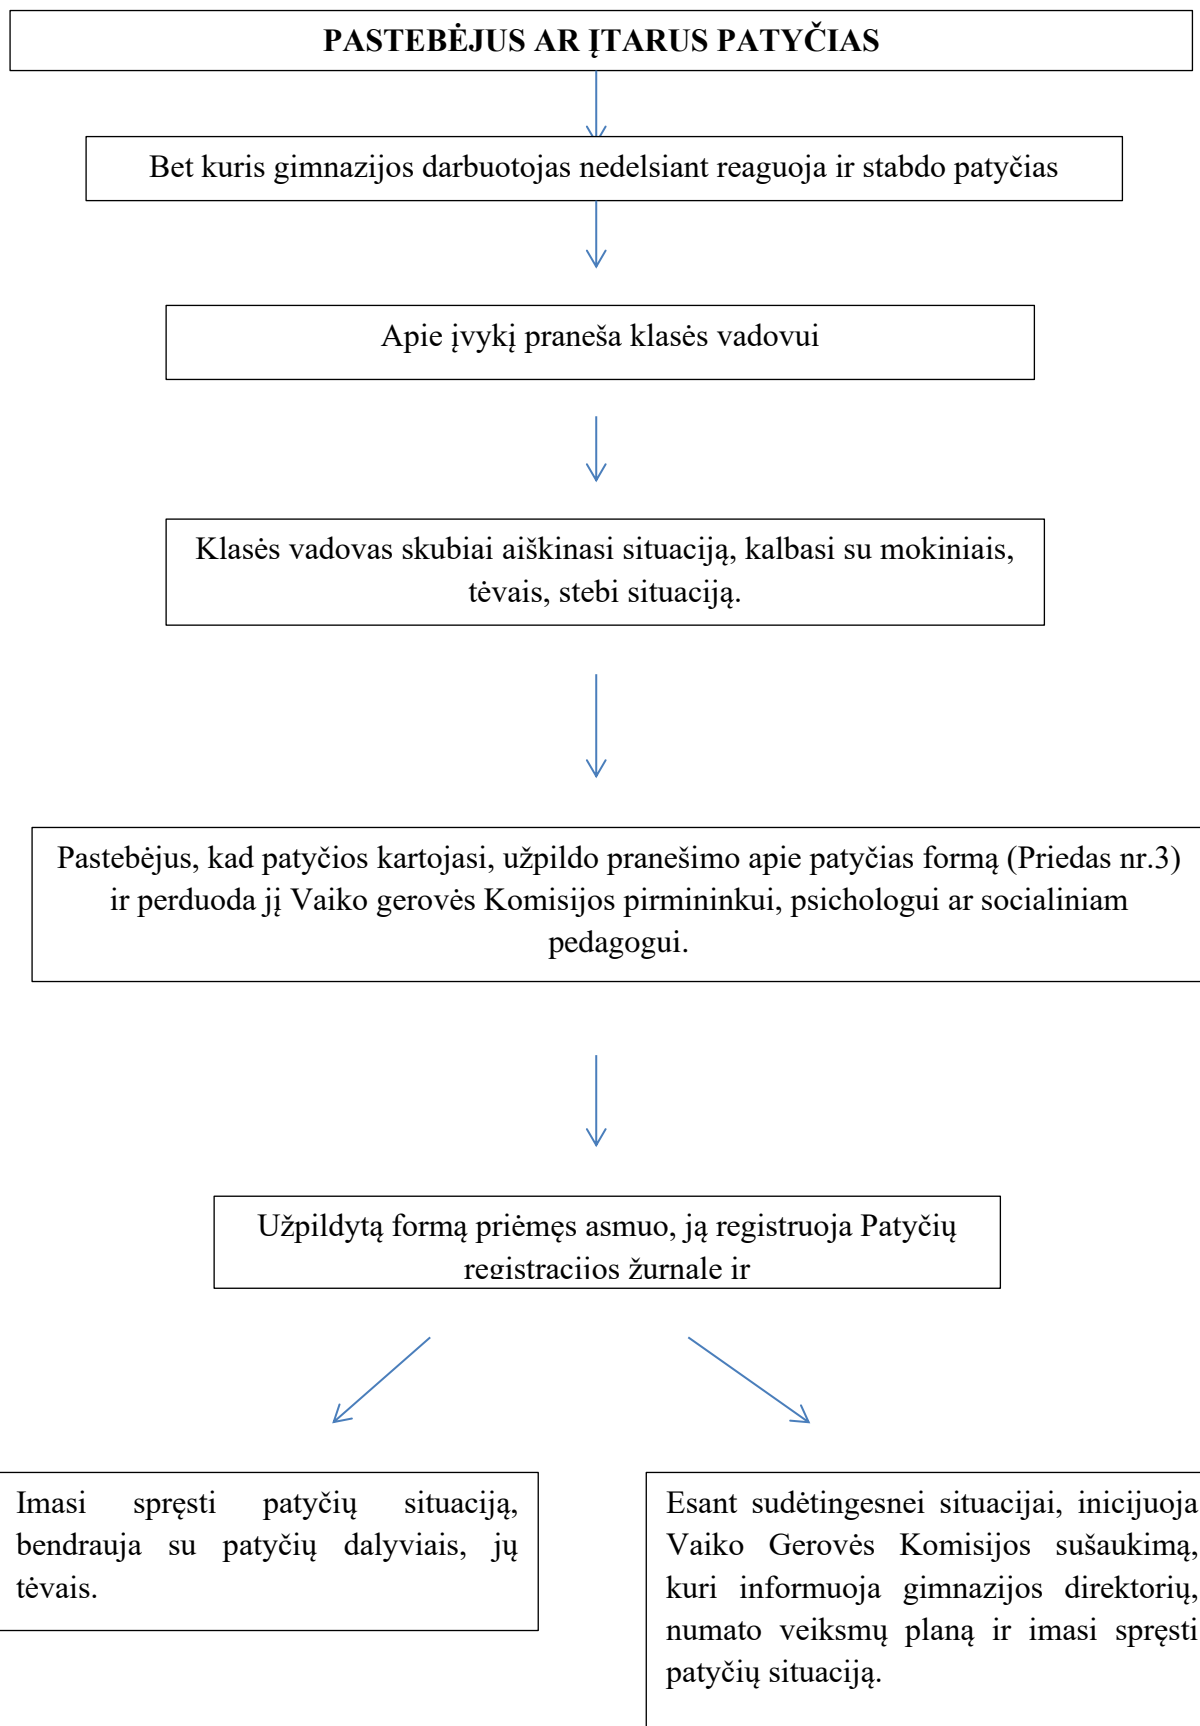 PASTEBĖJUS AR ĮTARUS PATYČIAS
Bet kuris gimnazijos darbuotojas nedelsiant reaguoja ir stabdo patyčias
Apie įvykį praneša klasės vadovui
Klasės vadovas skubiai aiškinasi situaciją, kalbasi su mokiniais,
tėvais, stebi situaciją.
Pastebėjus, kad patyčios kartojasi, užpildo pranešimo apie patyčias formą (Priedas nr.3)
ir perduoda jį Vaiko gerovės Komisijos pirmininkui, psichologui ar socialiniam
pedagogui.
Užpildytą formą priėmęs asmuo, ją registruoja Patyčių
registracijos žurnale ir
Imasi spręsti patyčių situaciją,
bendrauja su patyčių dalyviais, jų
tėvais.
Esant sudėtingesnei situacijai, inicijuoja
Vaiko Gerovės Komisijos sušaukimą,
kuri informuoja gimnazijos direktorių,
numato veiksmų planą ir imasi spręsti
patyčių situaciją.